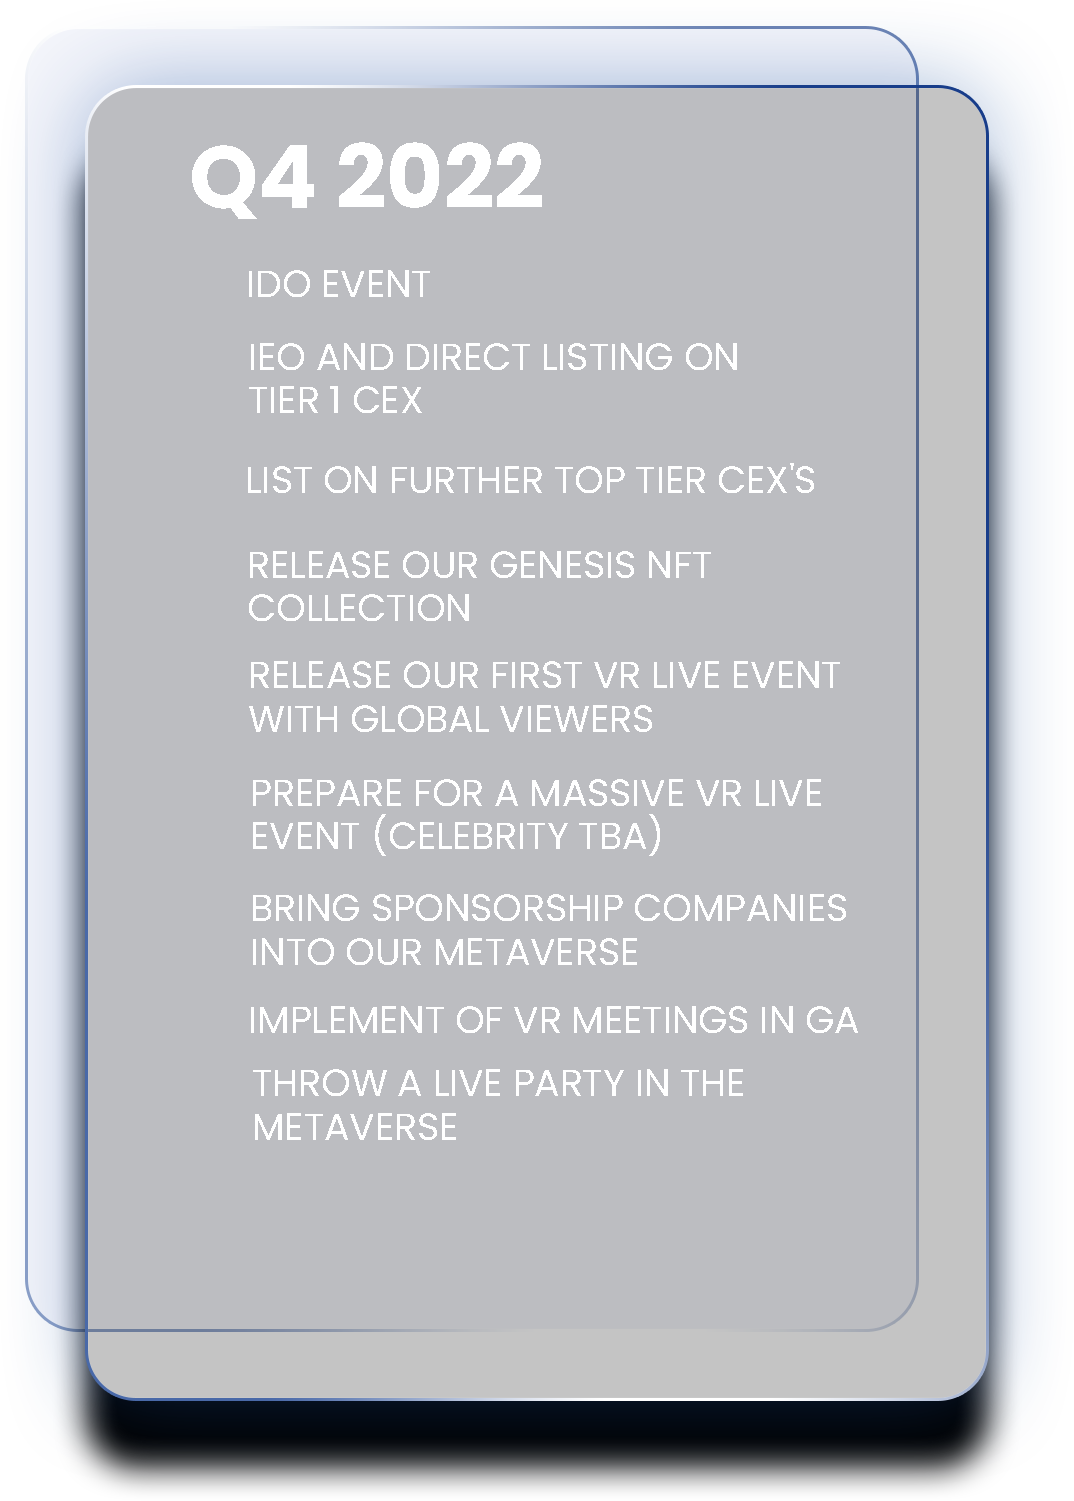 Q4 2022
IDO EVENT
IEO AND DIRECT LISTING ON
TIER 1 CEX
LIST ON FURTHER TOP TIER CEX'S
RELEASE OUR GENESIS NFT
COLLECTION
RELEASE OUR FIRST VR LIVE EVENT
WITH GLOBAL VIEWERS
PREPARE FOR A MASSIVE VR LIVE
EVENT (CELEBRITY TBA)
BRING SPONSORSHIP COMPANIES
INTO OUR METAVERSE
IMPLEMENT OF VR MEETINGS IN GA
THROW A LIVE PARTY IN THE
METAVERSE